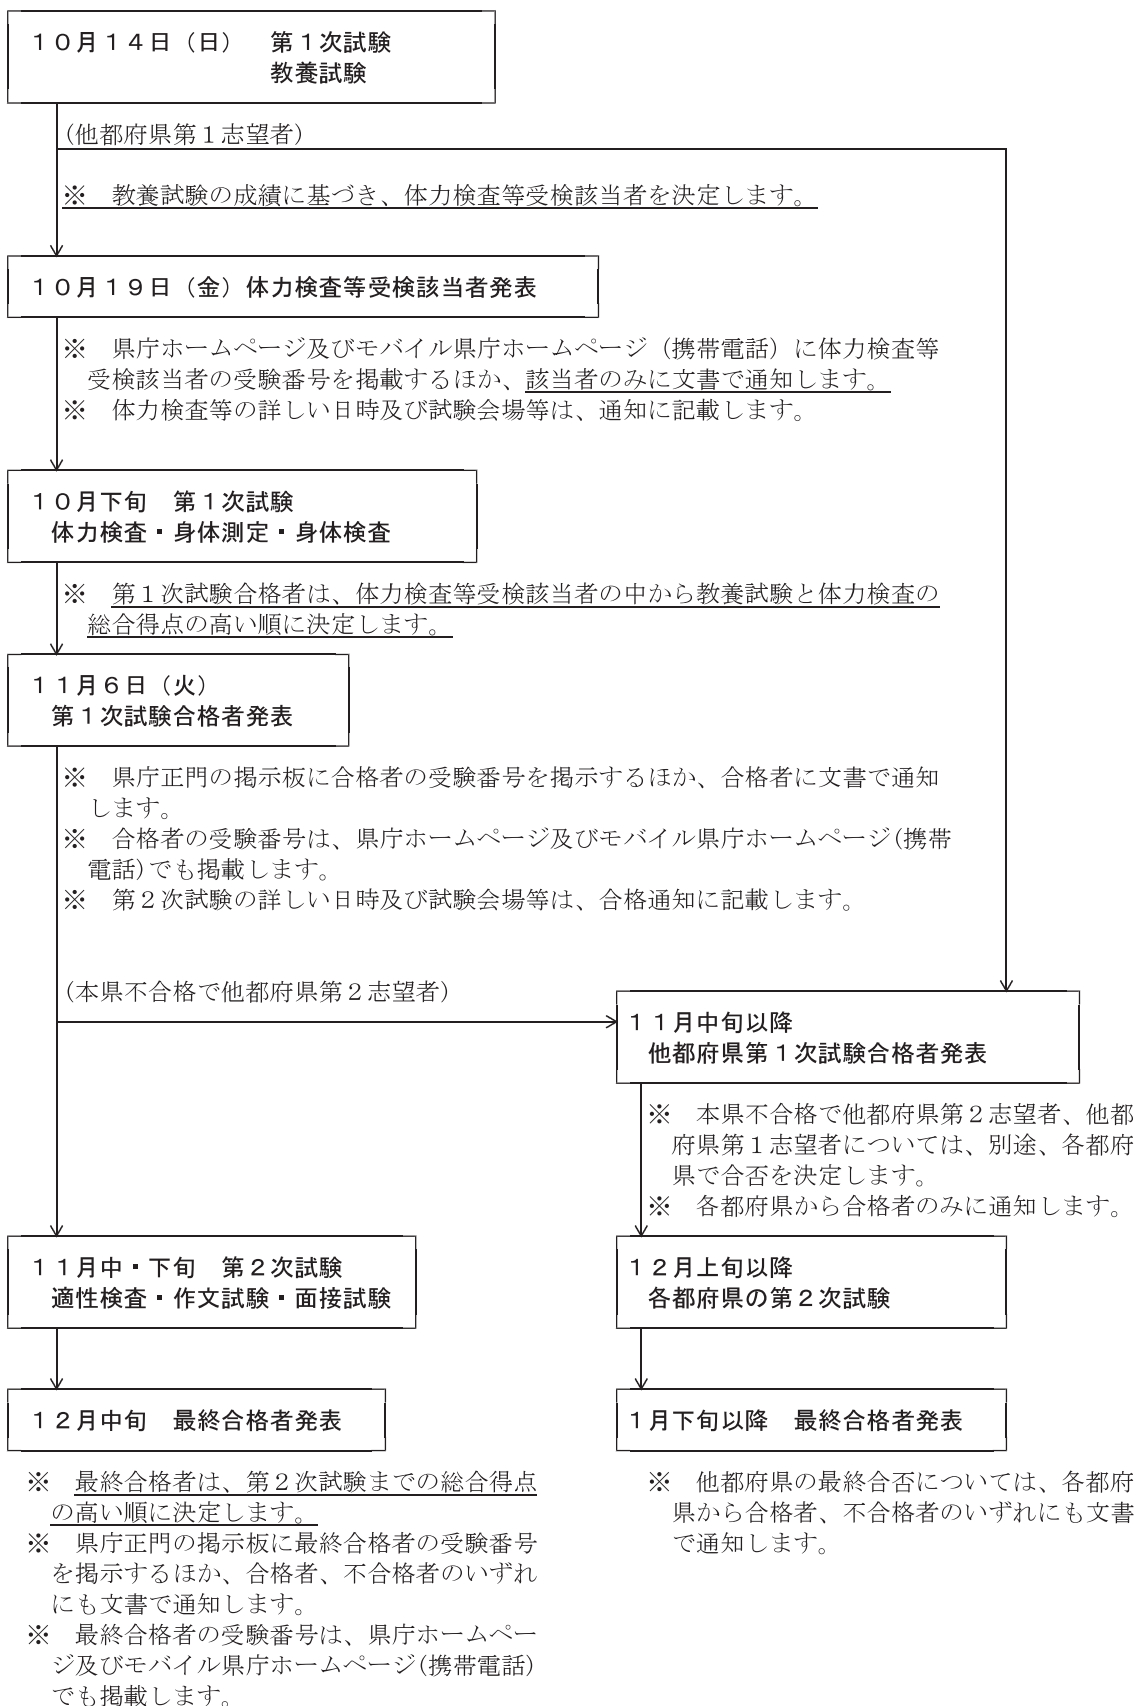 １０月１４日（日）　第１次試験
教養試験
（他都府県第１志望者）
※　教養試験の成績に基づき、体力検査等受検該当者を決定します。
１０月１９日（金）体力検査等受検該当者発表
※　県庁ホームページ及びモバイル県庁ホームページ（携帯電話）に体力検査等
受検該当者の受験番号を掲載するほか、該当者のみに文書で通知します。
※　体力検査等の詳しい日時及び試験会場等は、通知に記載します。
１０月下旬　第１次試験
体力検査・身体測定・身体検査
※　第１次試験合格者は、体力検査等受検該当者の中から教養試験と体力検査の
総合得点の高い順に決定します。
１１月６日（火）
第１次試験合格者発表
※　県庁正門の掲示板に合格者の受験番号を掲示するほか、合格者に文書で通知
します。
※　合格者の受験番号は、県庁ホームページ及びモバイル県庁ホームページ(携帯
電話)でも掲載します。
※　第２次試験の詳しい日時及び試験会場等は、合格通知に記載します。
（本県不合格で他都府県第２志望者）
１１月中旬以降
他都府県第１次試験合格者発表
※　本県不合格で他都府県第２志望者、他都
府県第１志望者については、別途、各都府
県で合否を決定します。
※　各都府県から合格者のみに通知します。
１１月中・下旬　第２次試験
適性検査・作文試験・面接試験
１２月上旬以降
各都府県の第２次試験
１２月中旬　最終合格者発表
１月下旬以降　最終合格者発表
※　最終合格者は、第２次試験までの総合得点
の高い順に決定します。
※　県庁正門の掲示板に最終合格者の受験番号
を掲示するほか、合格者、不合格者のいずれ
にも文書で通知します。
※　最終合格者の受験番号は、県庁ホームペー
ジ及びモバイル県庁ホームページ(携帯電話)
でも掲載します。
※　他都府県の最終合否については、各都府
県から合格者、不合格者のいずれにも文書
で通知します。